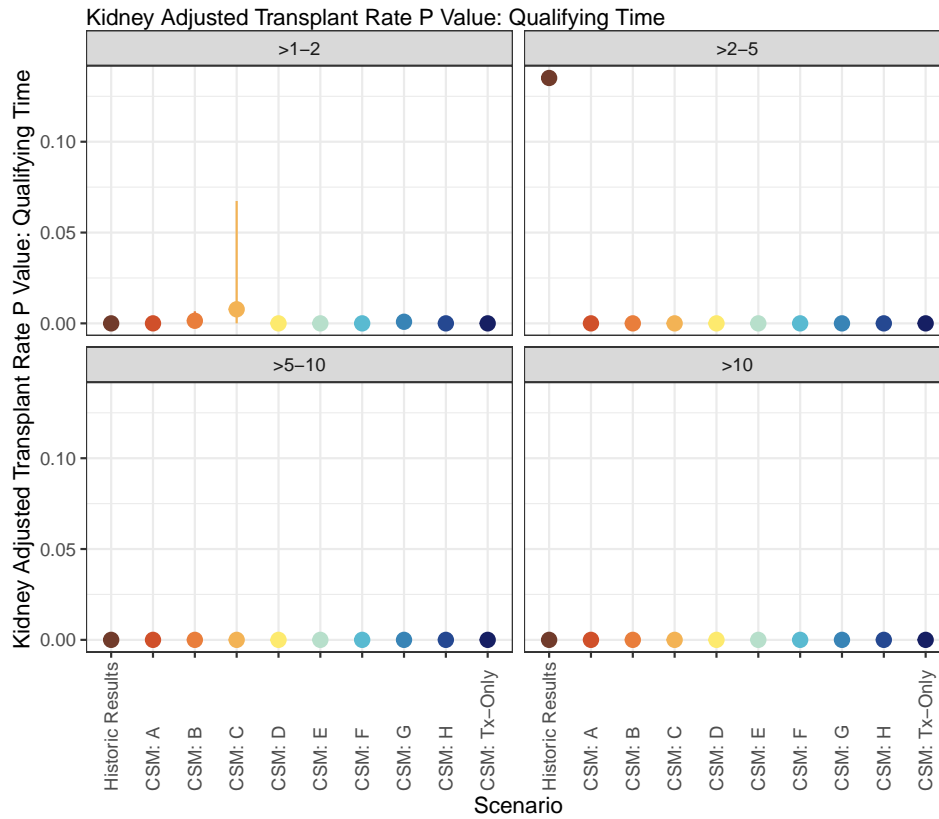 Kidney Adjusted Transplant Rate P Value: Qualifying Time
>1−2
>2−5
0.10
0.05
0.00
>5−10
>10
0.10
0.05
0.00
Kidney Adjusted Transplant Rate P Value: Qualifying Time
Historic Results
CSM: A
CSM: B
CSM: C
CSM: D
CSM: E
CSM: F
CSM: G
CSM: H
CSM: Tx−Only
Historic Results
CSM: A
CSM: B
CSM: C
CSM: D
CSM: E
CSM: F
CSM: G
CSM: H
CSM: Tx−Only
Scenario